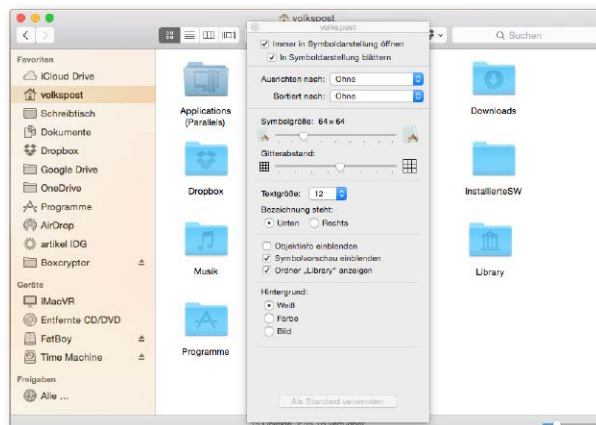 volkspost
Suchen
Favoriten
iCloud Drive
volkspost
Schreibtisch
Dokumente
Dropbox
Google Drive
OneDrive
Programme
AirDrop
artikel IDG
Boxcryptor
Geräte
iMacVR
Entfernte CD/DVD
FatBoy
Time Machine
Freigaben
Alle ...
Applications
(Parallels)
Dropbox
Musik
Programme
volkspost
Immer in Symboldarstellung öffnen
In Symboldarstellung blättern
Ausrichten nach: Ohne
Sortiert nach: Ohne
Symbolgröße: 64 × 64
Gitterabstand:
Textgröße: 12
Bezeichnung steht:
Unten Rechts
Objektinfo einblenden
Symbolvorschau einblenden
Ordner „Library“ anzeigen
Hintergrund:
Weiß
Farbe
Bild
Als Standard verwenden
Downloads
InstallierteSW
Library